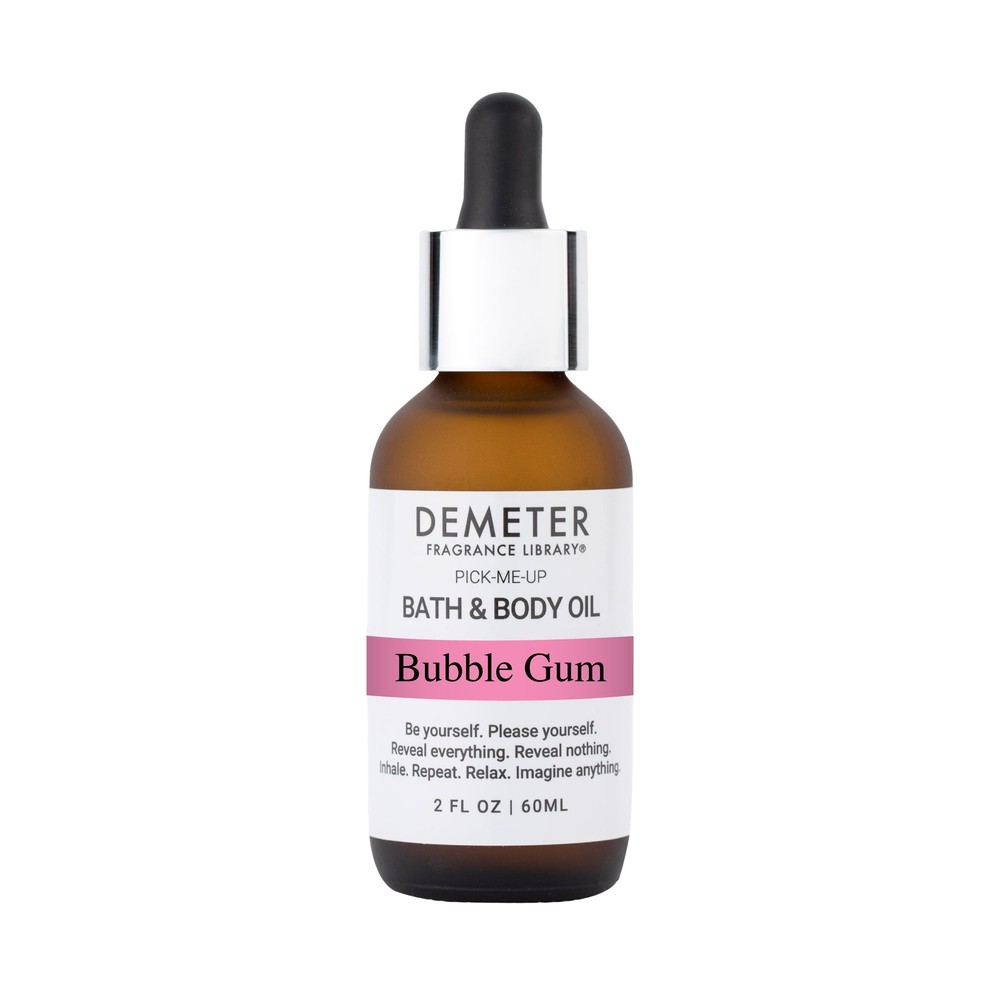 DEMETER
FRAGRANCE LIBRARY®
PICK-ME-UP
BATH & BODY OIL
Bubble Gum
Be yourself. Please yourself.
Reveal everything. Reveal nothing.
Inhale. Repeat. Relax. Imagine anything.
2 FL OZ | 60ML